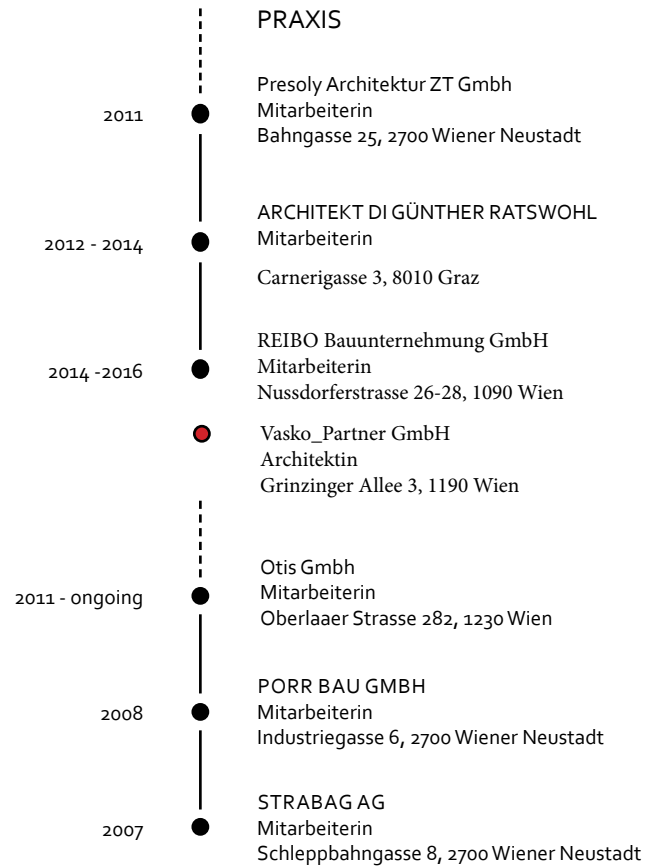 PRAXIS
Presoly Architektur ZT Gmbh
2011
Mitarbeiterin
Bahngasse 25, 2700 Wiener Neustadt
ARCHITEKT DI GÜNTHER RATSWOHL
2012 - 2014
Mitarbeiterin
Carnerigasse 3, 8010 Graz
REIBO Bauunternehmung GmbH
2014 -2016
Mitarbeiterin
Nussdorferstrasse 26-28, 1090 Wien
Vasko_Partner GmbH
Architektin
Grinzinger Allee 3, 1190 Wien
Otis Gmbh
2011 - ongoing
Mitarbeiterin
Oberlaaer Strasse 282, 1230 Wien
PORR BAU GMBH
2008
Mitarbeiterin
Industriegasse 6, 2700 Wiener Neustadt
STRABAG AG
2007
Mitarbeiterin
Schleppbahngasse 8, 2700 Wiener Neustadt